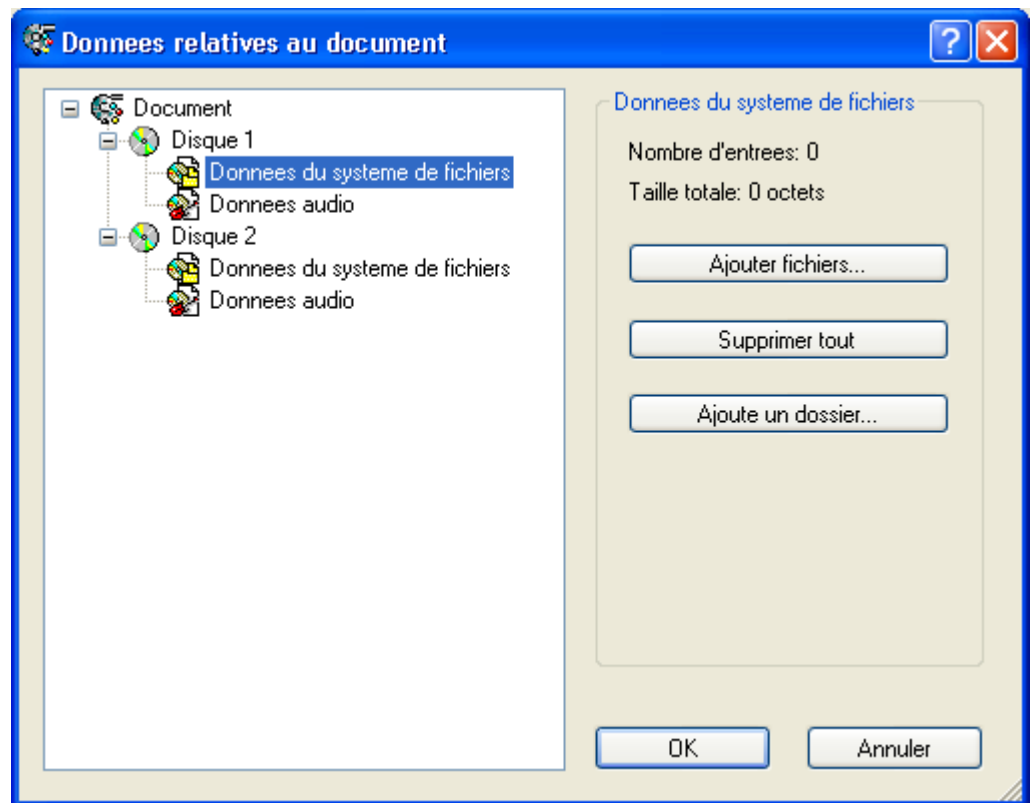 Donnees relatives au document
Document
Disque 1
Donnees du systeme de fichiers
Donnees audio
Disque 2
Donnees du systeme de fichiers
Donnees audio
Donnees du systeme de fichiers
Nombre d'entrees: 0
Taille totale: 0 octets
Ajouter fichiers...
Supprimer tout
Ajoute un dossier...
OK
Annuler